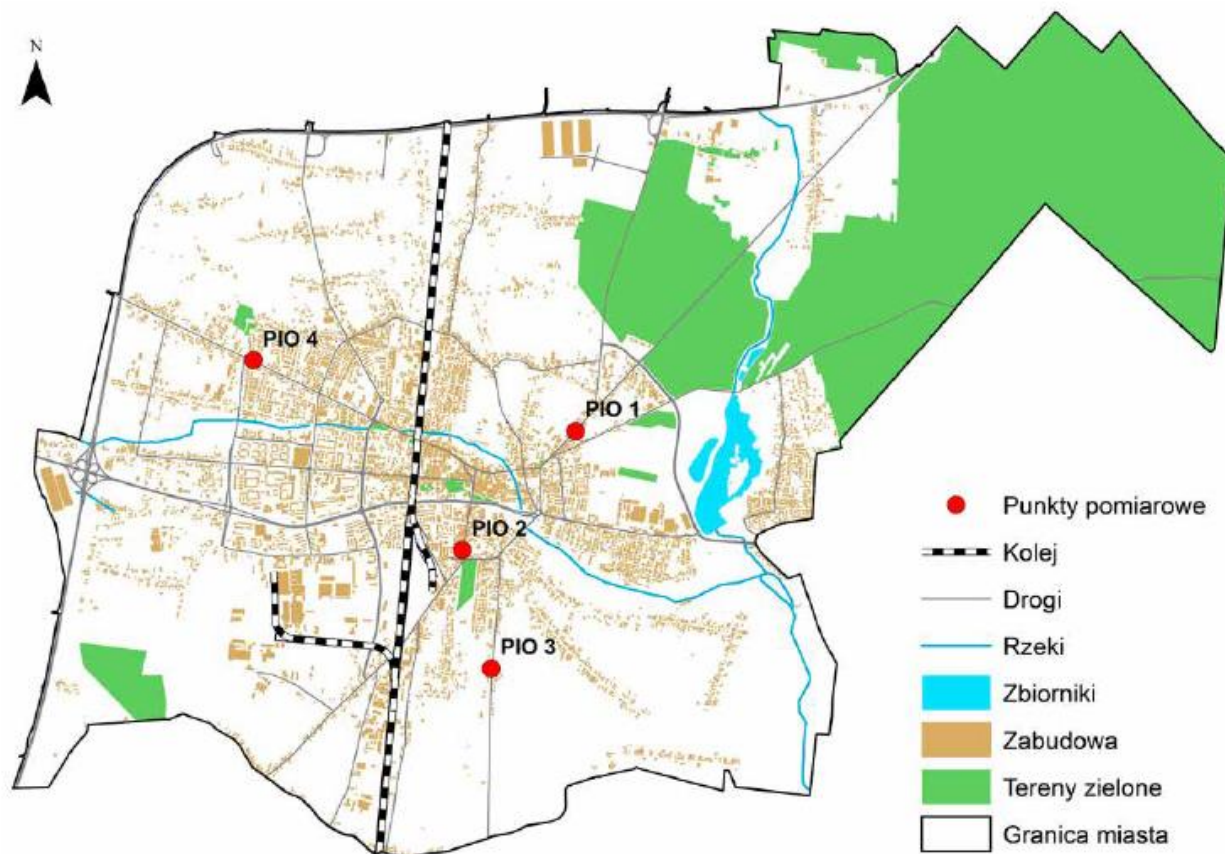 N
PIO 4
PIO 1
PIO 2
PIO 3
Punkty pomiarowe
Kolej
Drogi
Rzeki
Zbiorniki
Zabudowa
Tereny zielone
Granica miasta